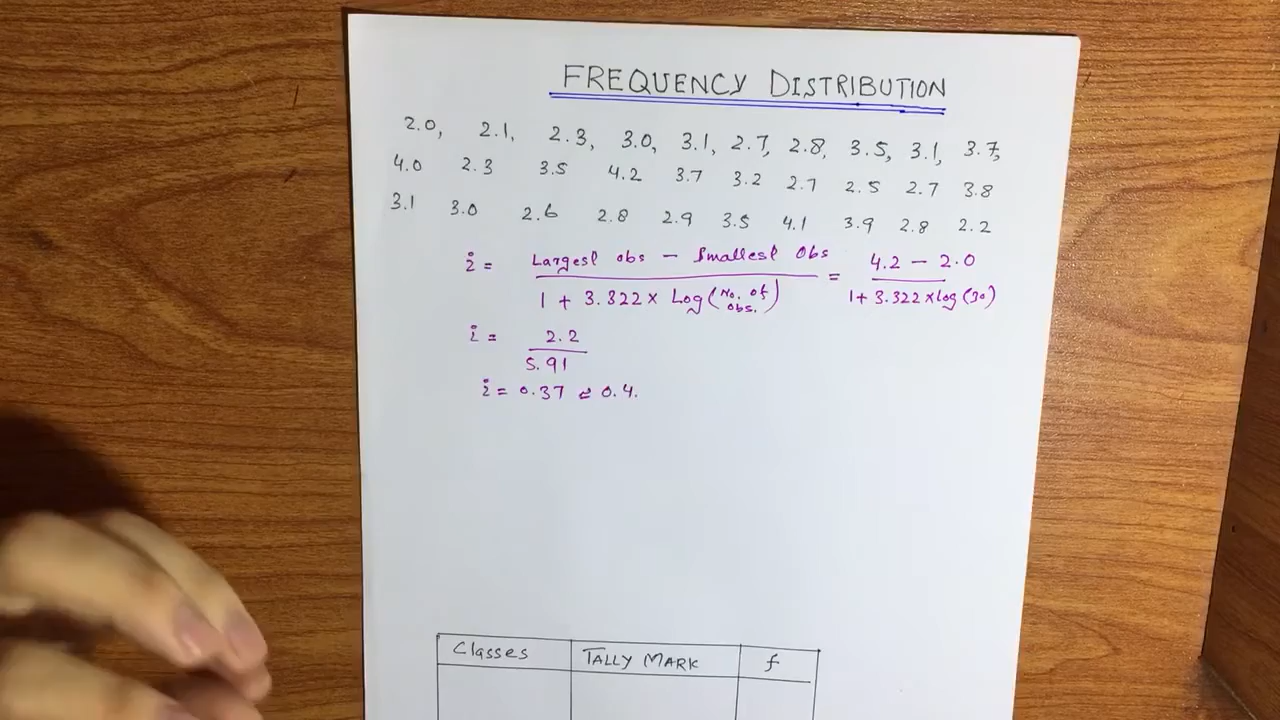 FREQUENCY DISTRIBUTION
2.0, 2.1, 2.3, 3.0, 3.1, 2.7, 2.8, 3.5, 3.1, 3.7,
4.0 2.3 3.5 4.2 3.7 3.2 2.7 2.5 2.7 3.8
3.1 3.0 2.6 2.8 2.9 3.5 4.1 3.9 2.8 2.2
i = Largest obs - Smallest Obs / 1 + 3.322 x Log (No. of obs.) = 4.2 - 2.0 / 1 + 3.322 x log (30)
i = 2.2 / 5.91
i = 0.37 ≅ 0.4.
Classes TALLY MARK f